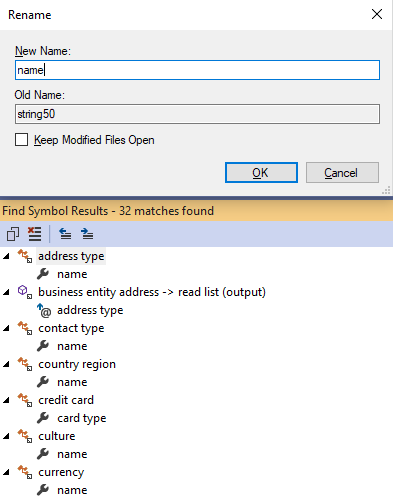 Rename
New Name:
name
Old Name:
string50
Keep Modified Files Open
OK
Cancel
Find Symbol Results - 32 matches found
address type
name
business entity address -> read list (output)
address type
contact type
name
country region
name
credit card
card type
culture
name
currency
name